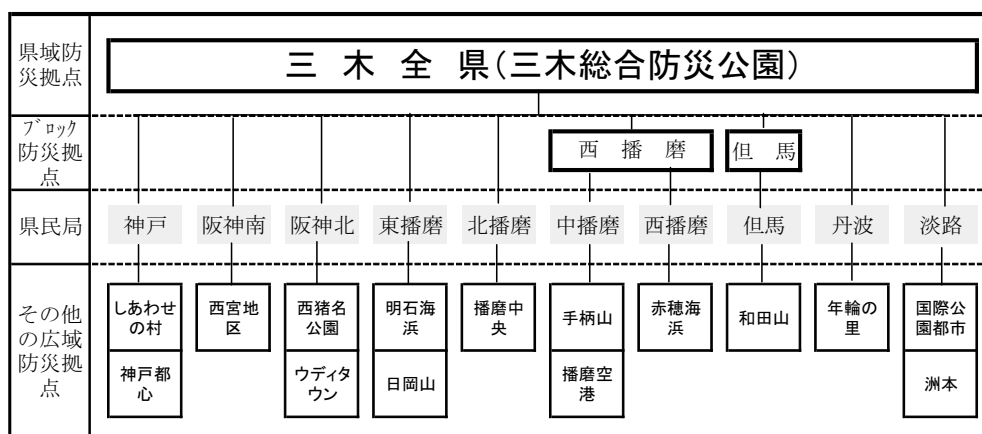 県域防
災拠点
三木全県(三木総合防災公園)
ブロック
防災拠
点
西播磨
但馬
県民局
神戸
阪神南
阪神北
東播磨
北播磨
中播磨
西播磨
但馬
丹波
淡路
その他
の広域
防災拠
点
しあわせ
の村
西宮地
区
西猪名
公園
明石海
浜
播磨中
央
手柄山
赤穂海
浜
和田山
年輪の
里
国際公
園都市
神戸都
心
ウディタ
ウン
日岡山
播磨空
港
洲本